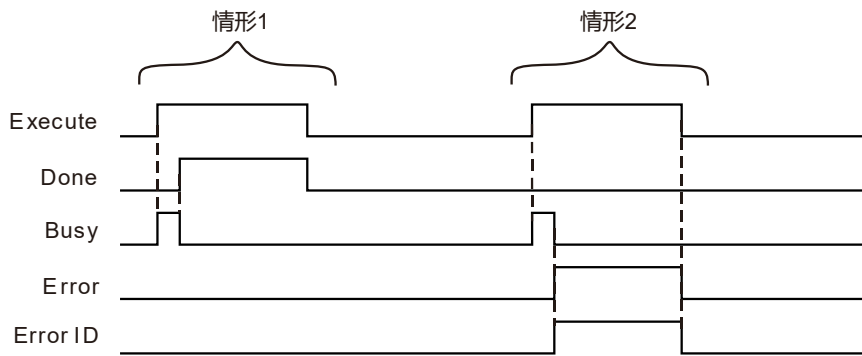 情形1
情形2
Execute
Done
Busy
Error
Error ID